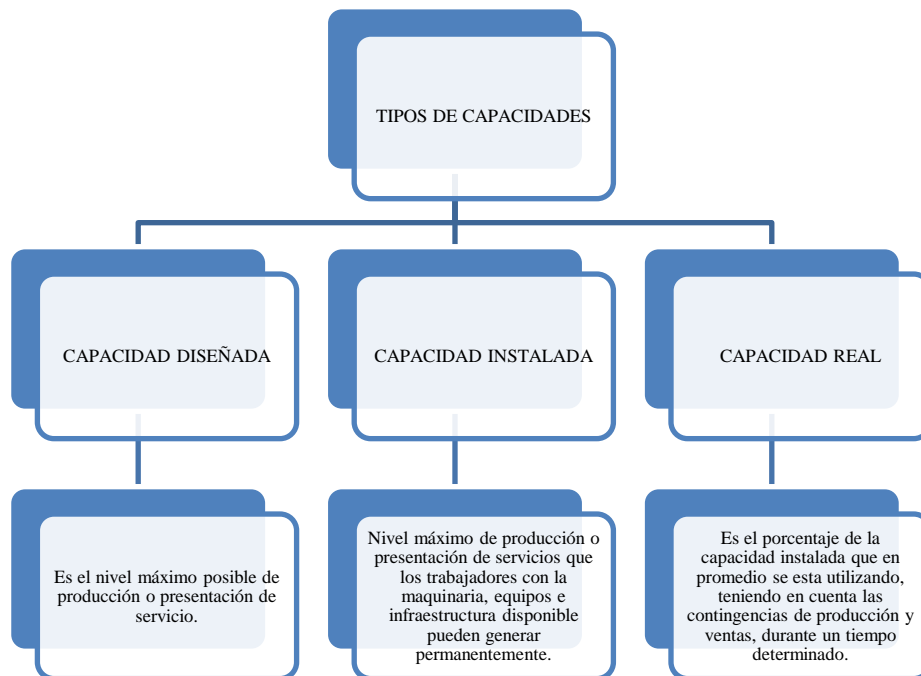 TIPOS DE CAPACIDADES
CAPACIDAD DISEÑADA
CAPACIDAD INSTALADA
CAPACIDAD REAL
Es el nivel máximo posible de
producción o presentación de
servicio.
Nivel máximo de producción o
presentación de servicios que
los trabajadores con la
maquinaria, equipos e
infraestructura disponible
pueden generar
permanentemente.
Es el porcentaje de la
capacidad instalada que en
promedio se esta utilizando,
teniendo en cuenta las
contingencias de producción y
ventas, durante un tiempo
determinado.